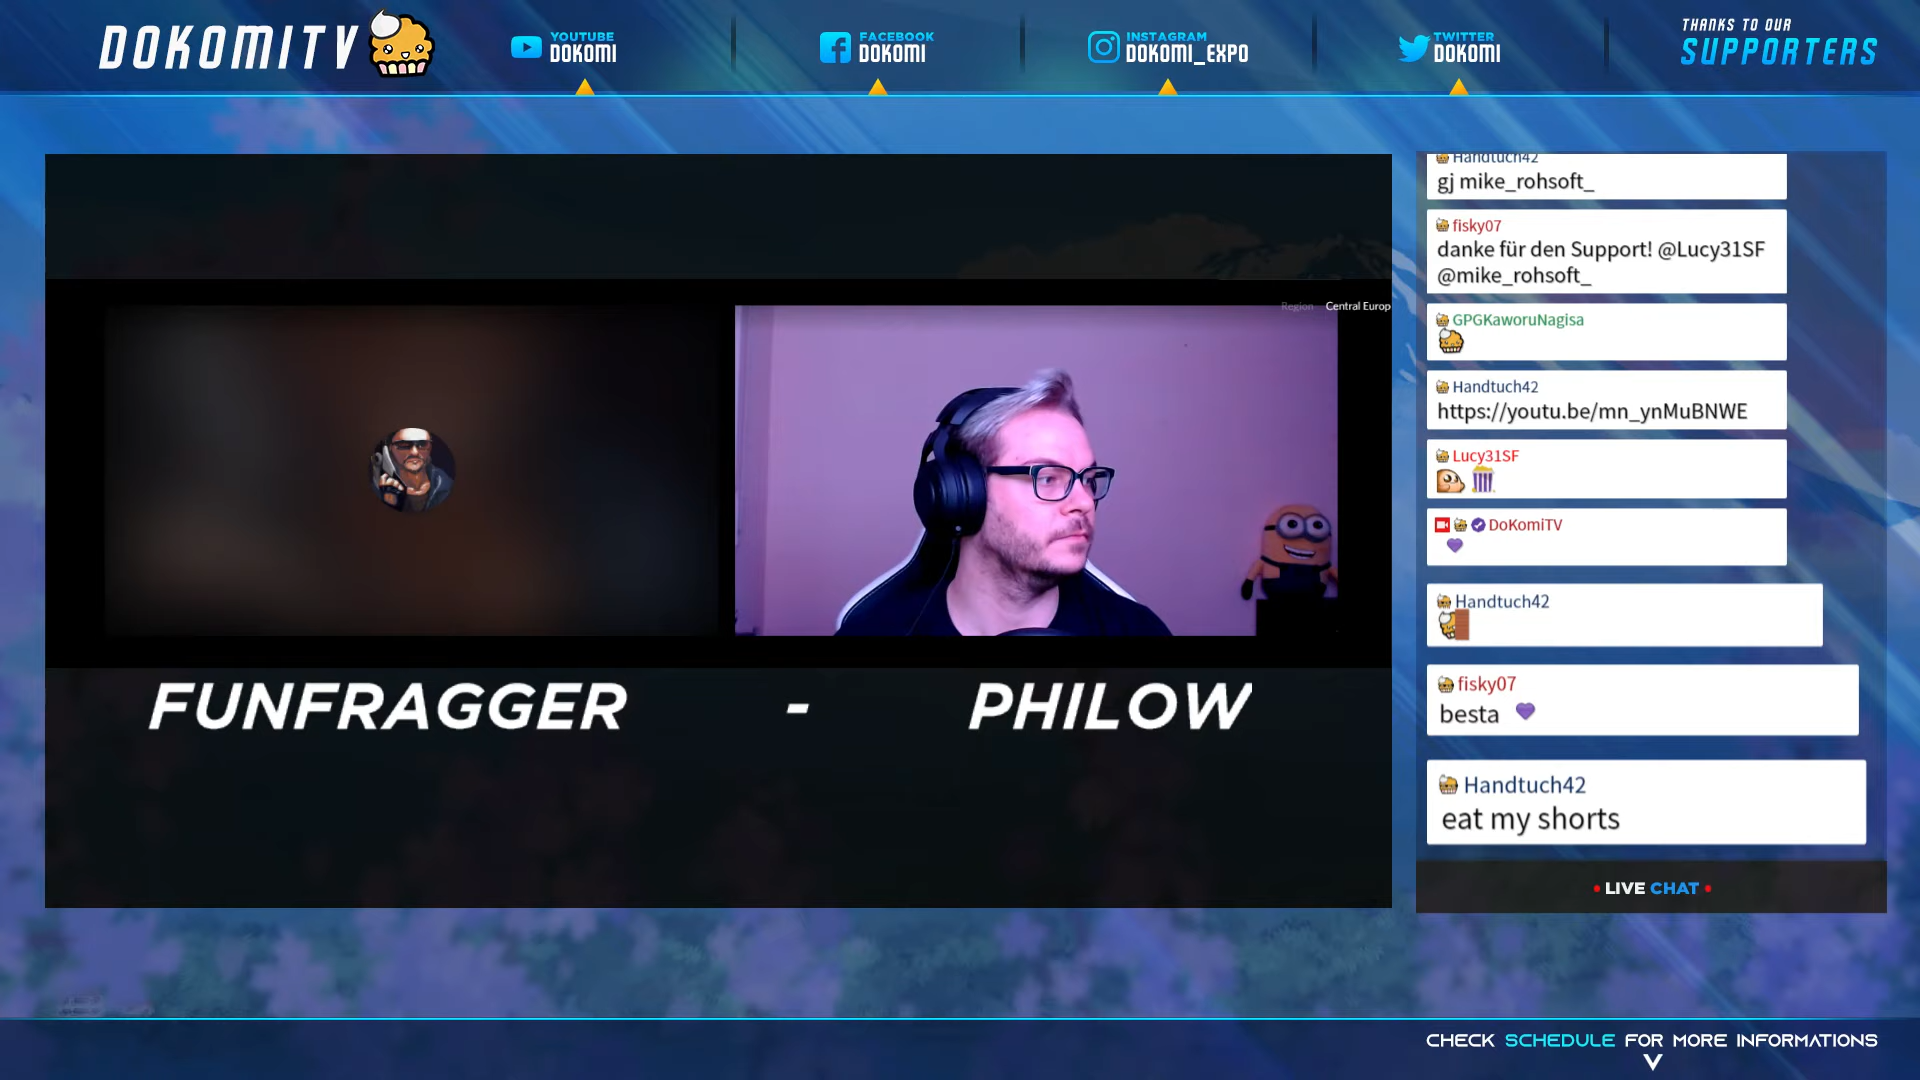 DOKOMITV
YOUTUBE
DOKOMI
FACEBOOK
DOKOMI
INSTAGRAM
DOKOMI_EXPO
TWITTER
DOKOMI
THANKS TO OUR
SUPPORTERS
Region Central Europ
FUNFRAGGER - PHILOW
Handtuch42
gj mike_rohsoft_
fisky07
danke für den Support! @Lucy31SF
@mike_rohsoft_
GPGKaworuNagisa
Handtuch42
https://youtu.be/mn_ynMuBNWE
Lucy31SF
DoKomiTV
Handtuch42
fisky07
besta
Handtuch42
eat my shorts
• LIVE CHAT •
CHECK SCHEDULE FOR MORE INFORMATIONS